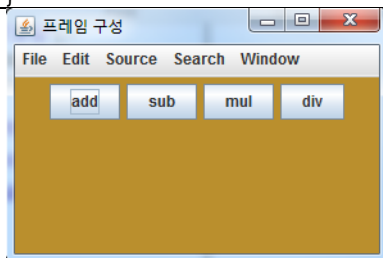 프레임 구성
File Edit Source Search Window
add sub mul div